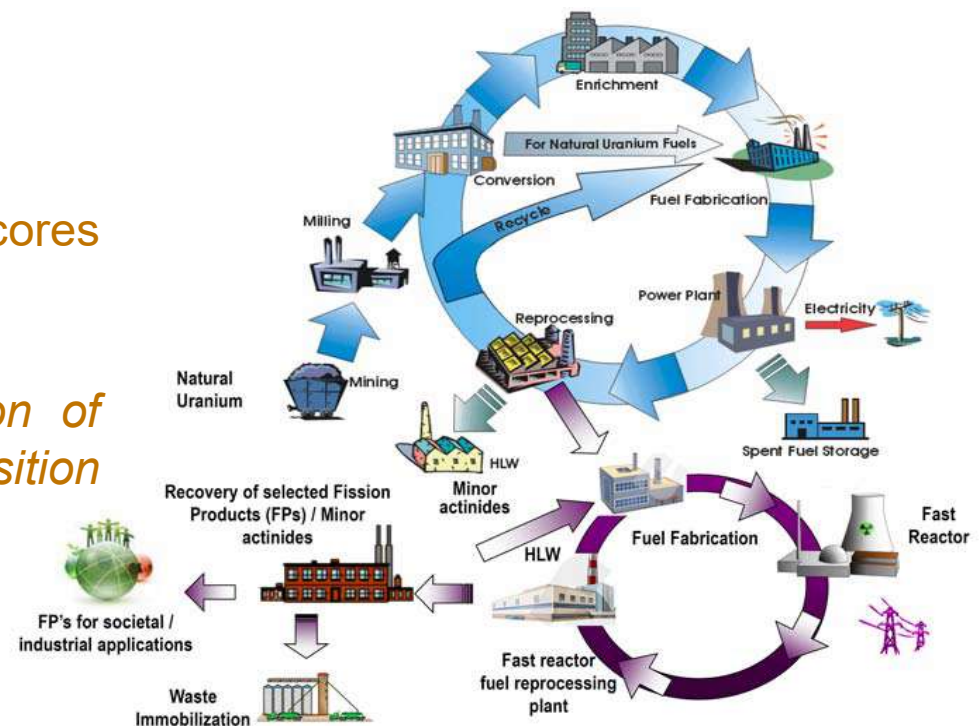 cores
on of
sition
Enrichment
For Natural Uranium Fuels
Conversion
Fuel Fabrication
Milling
Recycle
Power Plant
Electricity
Reprocessing
Mining
Natural
Uranium
Spent Fuel Storage
HLW
Minor
actinides
Recovery of selected Fission
Products (FPs) / Minor
actinides
HLW
Fuel Fabrication
Fast
Reactor
FP's for societal /
industrial applications
Fast reactor
fuel reprocessing
plant
Waste
Immobilization